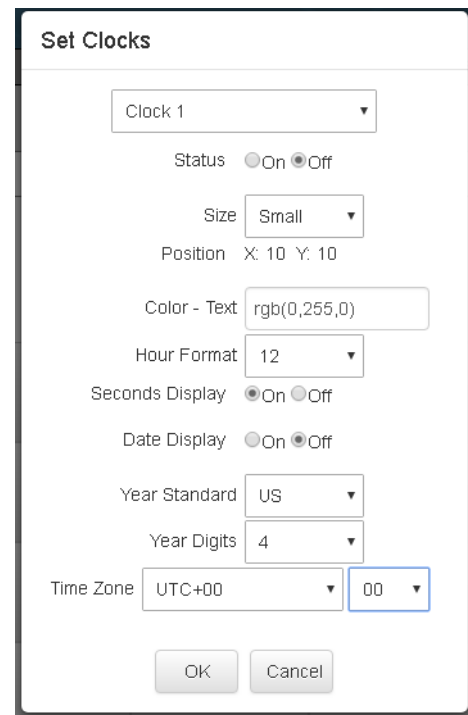 Set Clocks
Clock 1
Status On Off
Size Small
Position X: 10 Y: 10
Color - Text rgb(0,255,0)
Hour Format 12
Seconds Display On Off
Date Display On Off
Year Standard US
Year Digits 4
Time Zone UTC+00 00
OK Cancel